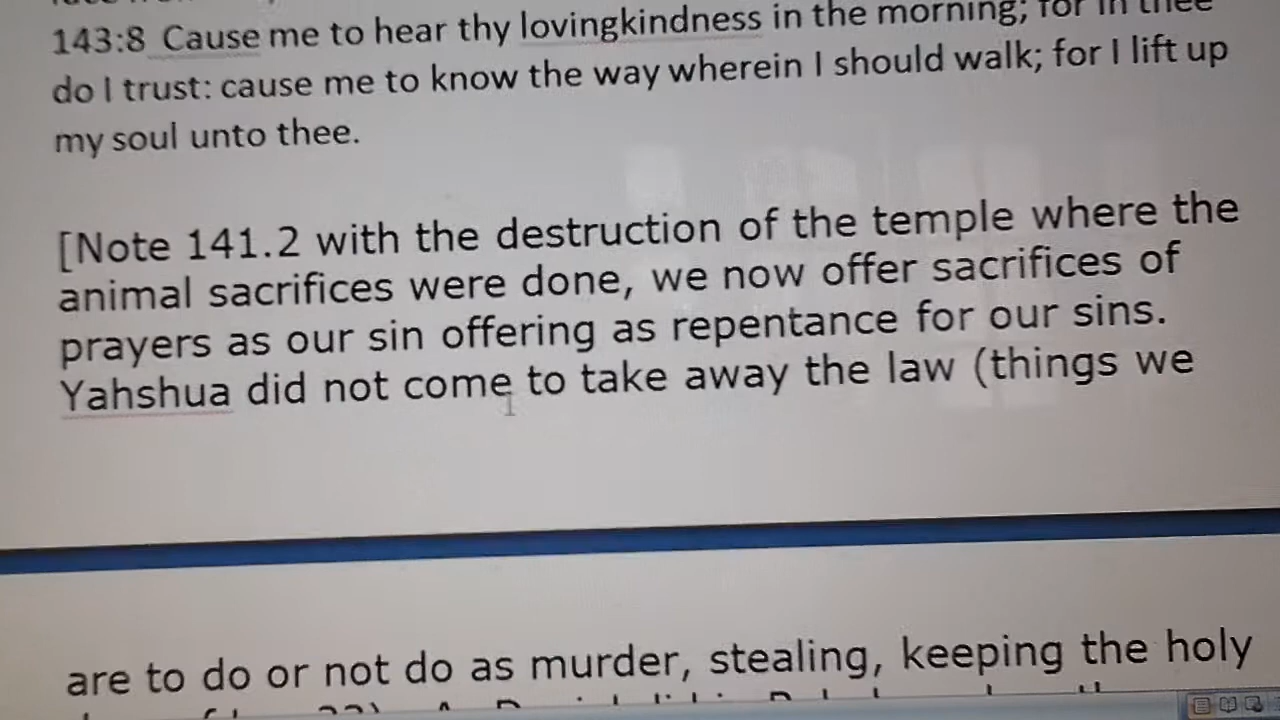 143:8 Cause me to hear thy lovingkindness in the morning; for in thee
do I trust: cause me to know the way wherein I should walk; for I lift up
my soul unto thee.
[Note 141.2 with the destruction of the temple where the
animal sacrifices were done, we now offer sacrifices of
prayers as our sin offering as repentance for our sins.
Yahshua did not come to take away the law (things we
are to do or not do as murder, stealing, keeping the holy